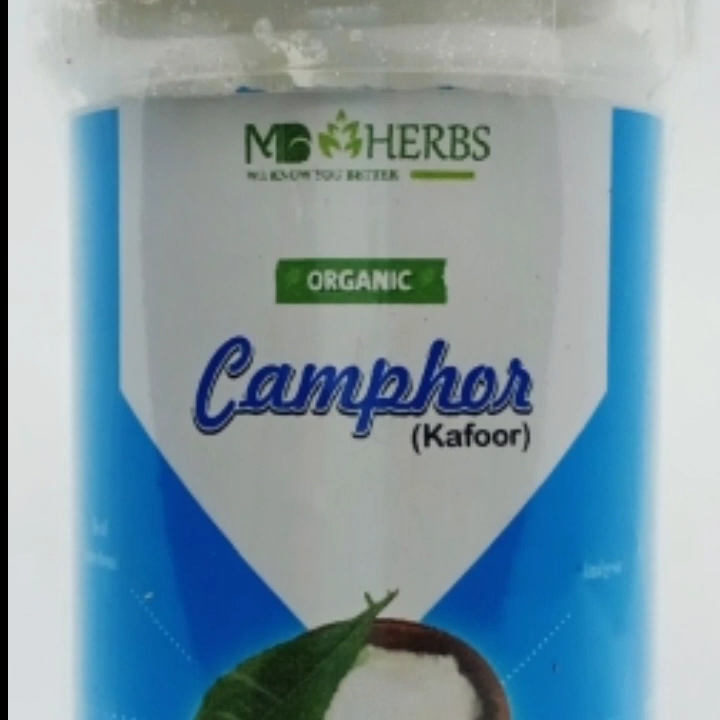 MB HERBS
WE KNOW YOU BETTER
ORGANIC
Camphor
(Kafoor)